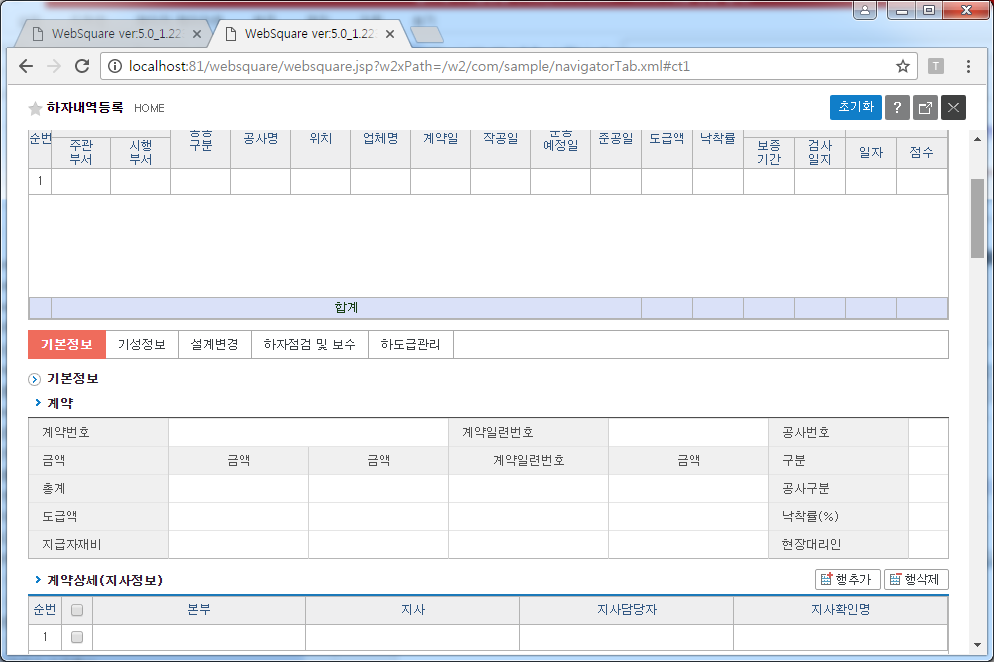 WebSquare ver:5.0_1.22 WebSquare ver:5.0_1.22
localhost:81/websquare/websquare.jsp?w2xPath=/w2/com/sample/navigatorTab.xml#ct1 T
하자내역등록 HOME 초기화 ?
순번 주관부서 시행부서 구분 공사명 위치 업체명 계약일 작공일 예정일 준공일 도급액 낙착률 보증기간 검사일지 일자 점수
1
합계
기본정보 기성정보 설계변경 하자점검 및 보수 하도급관리
기본정보
계약
계약번호 계약일련번호 공사번호
금액 금액 금액 계약일련번호 금액 구분
총계 공사구분
도급액 낙착률(%)
지급자재비 현장대리인
계약상세(지사정보) 행추가 행삭제
순번 본부 지사 지사담당자 지사확인명
1